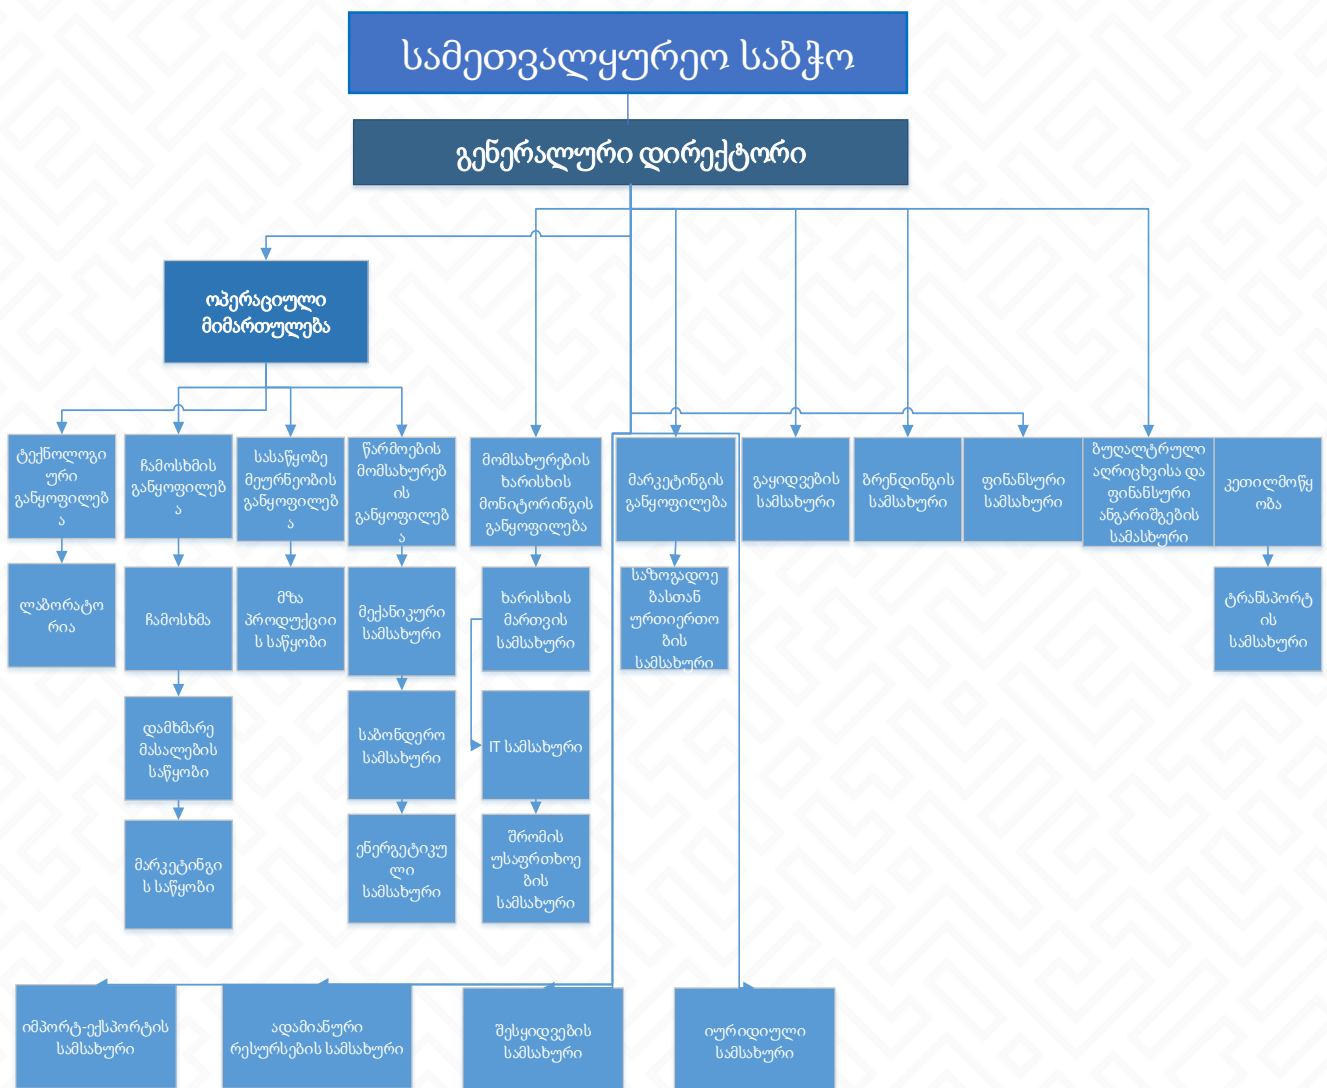 სამეთვალყურეო საბჭო
გენერალური დირექტორი
ოპერაციული
მიმართულება
ტექნოლოგი
ური
განყოფილებ
ა
ჩამოსხმის
განყოფილებ
ა
სასაწყობე
მეურნეობის
განყოფილებ
ა
წარმოების
მომსახურებ
ის
განყოფილებ
ა
მომსახურების
ხარისხის
მონიტორინგის
განყოფილება
მარკეტინგის
განყოფილება
გაყიდვების
სამსახური
ბრენდინგის
სამსახური
ფინანსური
სამსახური
ბუღალტრული
აღრიცხვისა და
ფინანსური
ანგარიშგების
სამასხური
კეთილმოწყ
ობა
ლაბორატო
რია
ჩამოსხმა
მზა
პროდუქციი
ს საწყობი
მექანიკური
სამსახური
ხარისხის
მართვის
სამსახური
საზოგადოე
ბასთან
ურთიერთო
ბის
სამსახური
ტრანსპორტ
ის
სამსახური
დამხმარე
მასალების
საწყობი
საბონდერო
სამსახური
IT სამსახური
მარკეტინგი
ს საწყობი
ენერგეტიკუ
ლი
სამსახური
შრომის
უსაფრთხოე
ბის
სამსახური
იმპორტ-ექსპორტის
სამსახური
ადამიანური
რესურსების სამსახური
შესყიდვების
სამსახური
იურიდიული
სამსახური